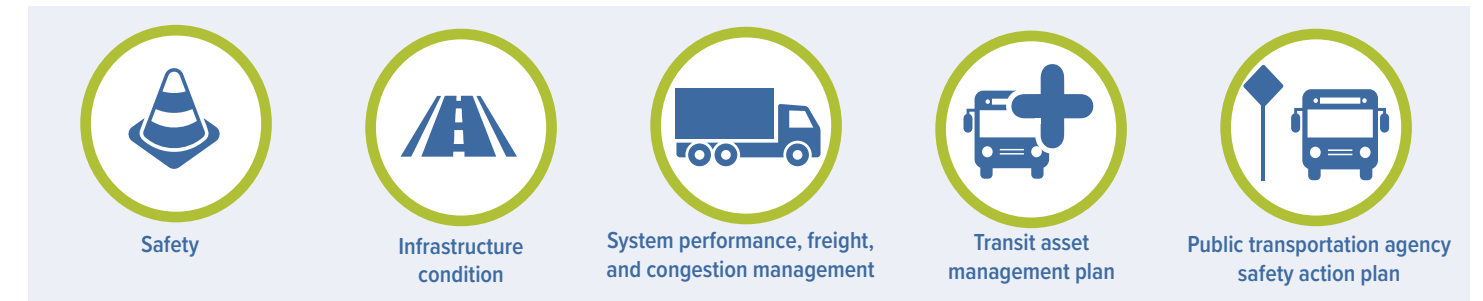 Safety
Infrastructure
condition
System performance, freight,
and congestion management
Transit asset
management plan
Public transportation agency
safety action plan